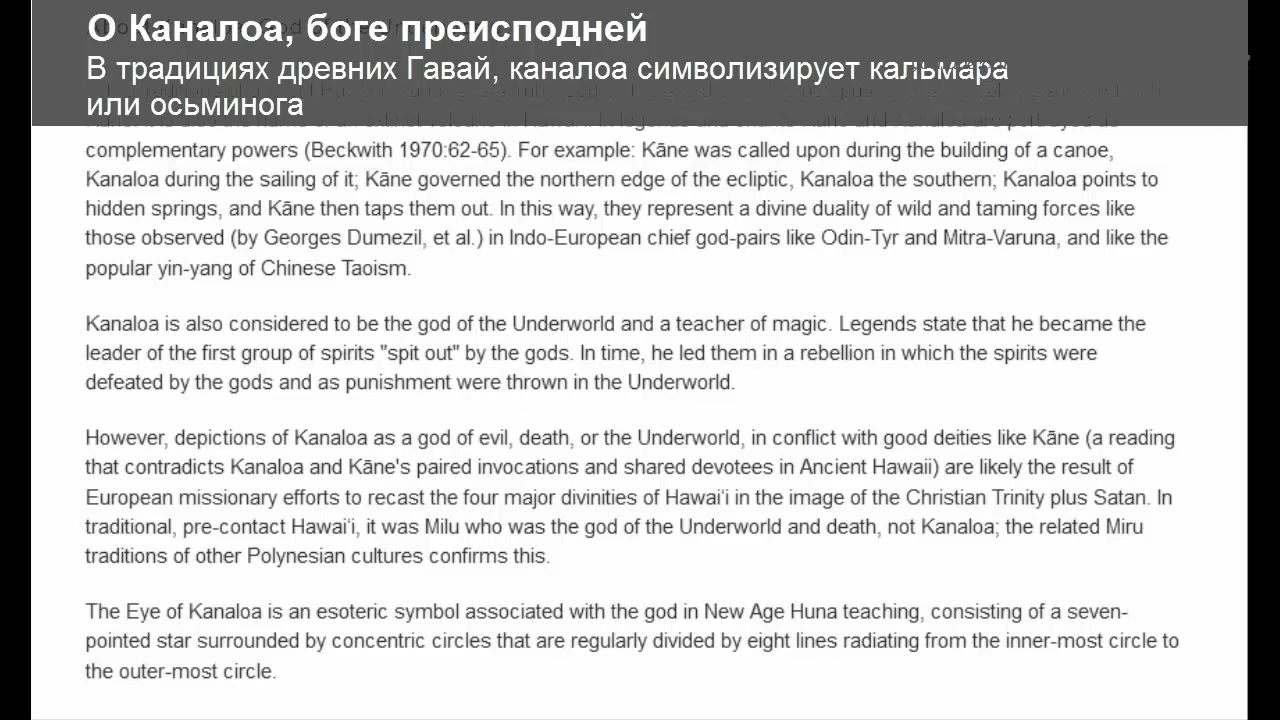 О Каналоа, боге преисподней
В традициях древних Гавай, каналоа символизирует кальмара
или осьминога
complementary powers (Beckwith 1970:62-65). For example: Kāne was called upon during the building of a canoe,
Kanaloa during the sailing of it; Kāne governed the northern edge of the ecliptic, Kanaloa the southern; Kanaloa points to
hidden springs, and Kāne then taps them out. In this way, they represent a divine duality of wild and taming forces like
those observed (by Georges Dumezil, et al.) in Indo-European chief god-pairs like Odin-Tyr and Mitra-Varuna, and like the
popular yin-yang of Chinese Taoism.
Kanaloa is also considered to be the god of the Underworld and a teacher of magic. Legends state that he became the
leader of the first group of spirits "spit out" by the gods. In time, he led them in a rebellion in which the spirits were
defeated by the gods and as punishment were thrown in the Underworld.
However, depictions of Kanaloa as a god of evil, death, or the Underworld, in conflict with good deities like Kāne (a reading
that contradicts Kanaloa and Kāne's paired invocations and shared devotees in Ancient Hawaii) are likely the result of
European missionary efforts to recast the four major divinities of Hawaiʻi in the image of the Christian Trinity plus Satan. In
traditional, pre-contact Hawaiʻi, it was Milu who was the god of the Underworld and death, not Kanaloa; the related Miru
traditions of other Polynesian cultures confirms this.
The Eye of Kanaloa is an esoteric symbol associated with the god in New Age Huna teaching, consisting of a seven-
pointed star surrounded by concentric circles that are regularly divided by eight lines radiating from the inner-most circle to
the outer-most circle.